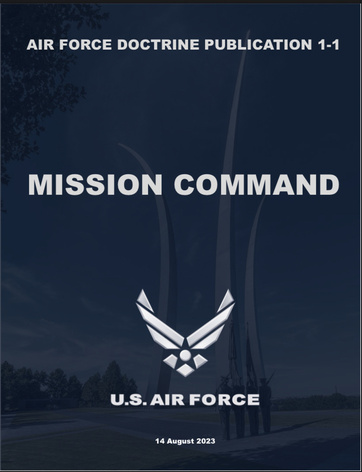 AIR FORCE DOCTRINE PUBLICATION 1-1
MISSION COMMAND
U.S. AIR FORCE
14 August 2023